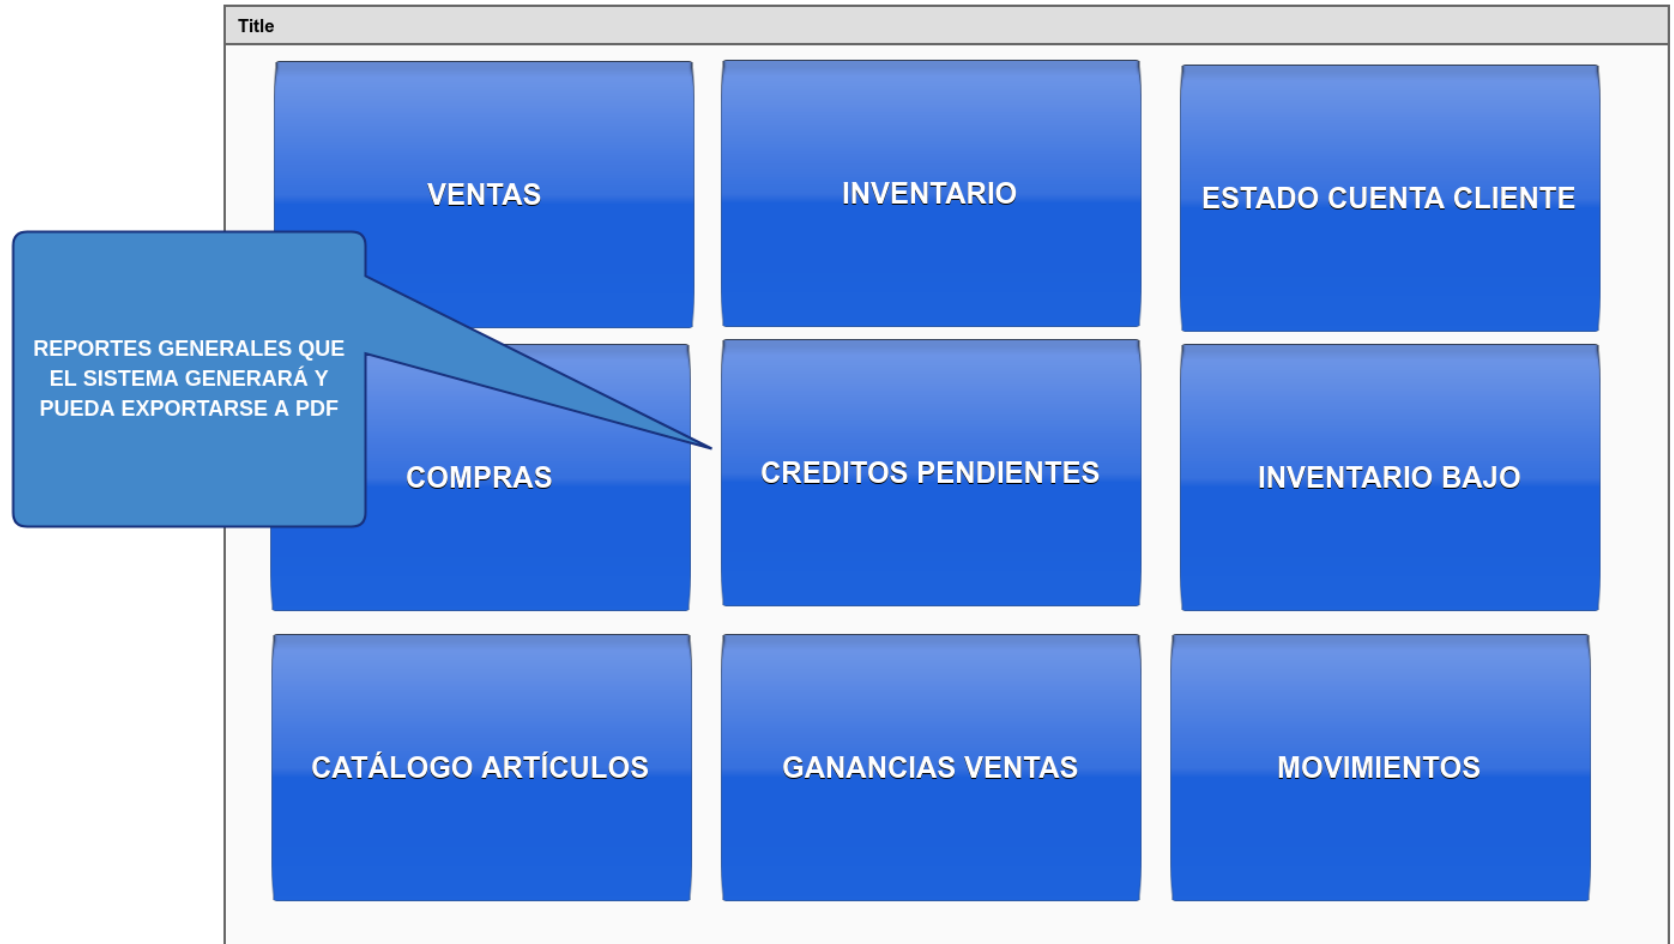 Title
VENTAS
INVENTARIO
ESTADO CUENTA CLIENTE
REPORTES GENERALES QUE
EL SISTEMA GENERARÁ Y
PUEDA EXPORTARSE A PDF
COMPRAS
CREDITOS PENDIENTES
INVENTARIO BAJO
CATÁLOGO ARTÍCULOS
GANANCIAS VENTAS
MOVIMIENTOS